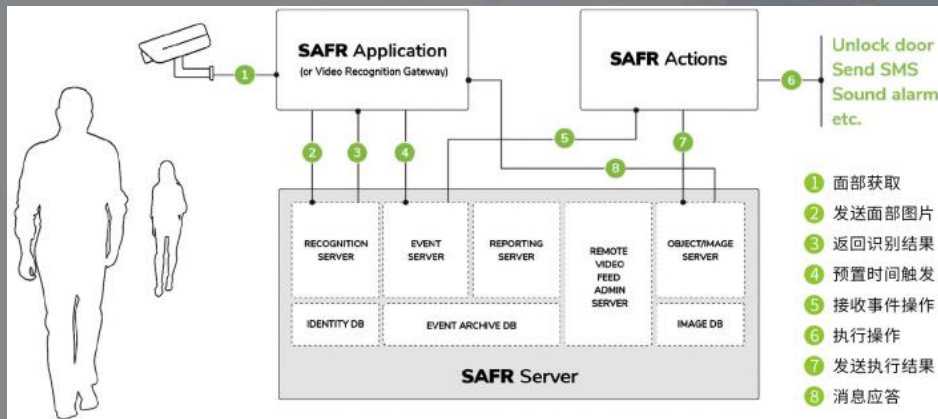 SAFR Application
(or Video Recognition Gateway)
SAFR Actions
Unlock door
Send SMS
Sound alarm
etc.
1
2
3
4
5
6
7
8
RECOGNITION
SERVER
EVENT
SERVER
REPORTING
SERVER
REMOTE
VIDEO
FEED
ADMIN
SERVER
OBJECT/IMAGE
SERVER
IDENTITY DB
EVENT ARCHIVE DB
IMAGE DB
SAFR Server
1 面部获取
2 发送面部图片
3 返回识别结果
4 预置时间触发
5 接收事件操作
6 执行操作
7 发送执行结果
8 消息应答